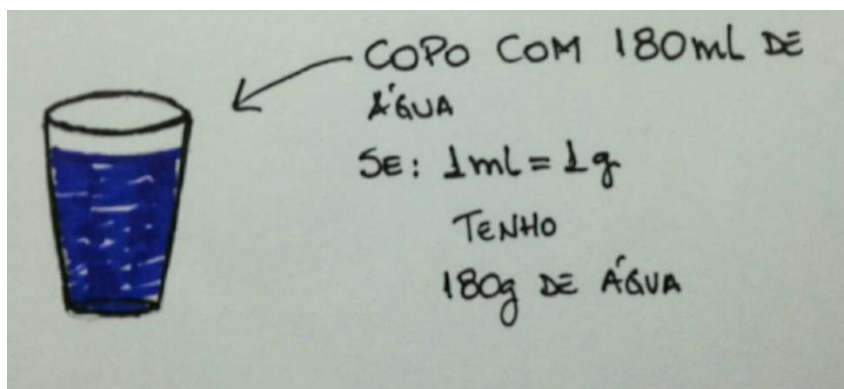 COPO COM 180ml DE
ÁGUA
SE: 1ml = 1g
TENHO
180g DE ÁGUA